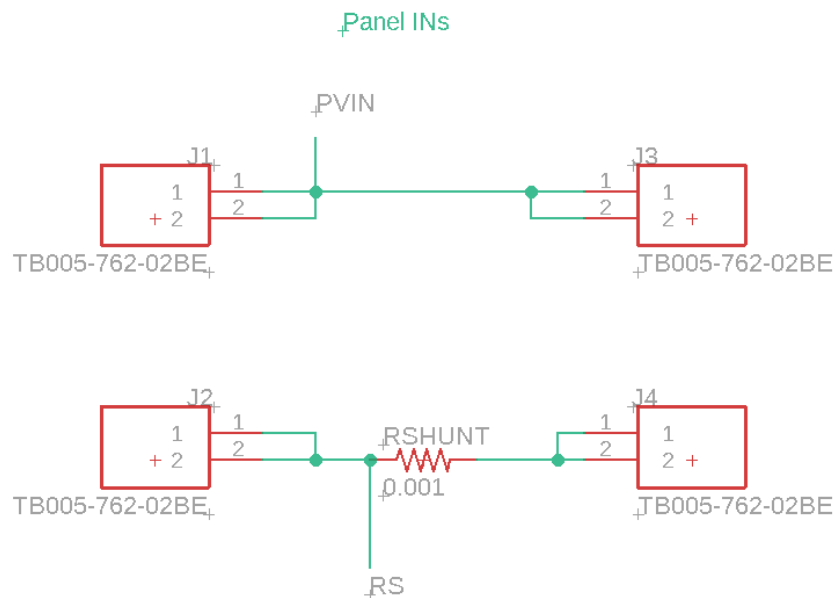 Panel INs
PVIN
J1
J3
1
1
1
1
2
2
2
2
TB005-762-02BE
TB005-762-02BE
J2
J4
1
1
1
1
2
2
RSHUNT
2
2
0.001
TB005-762-02BE
TB005-762-02BE
RS